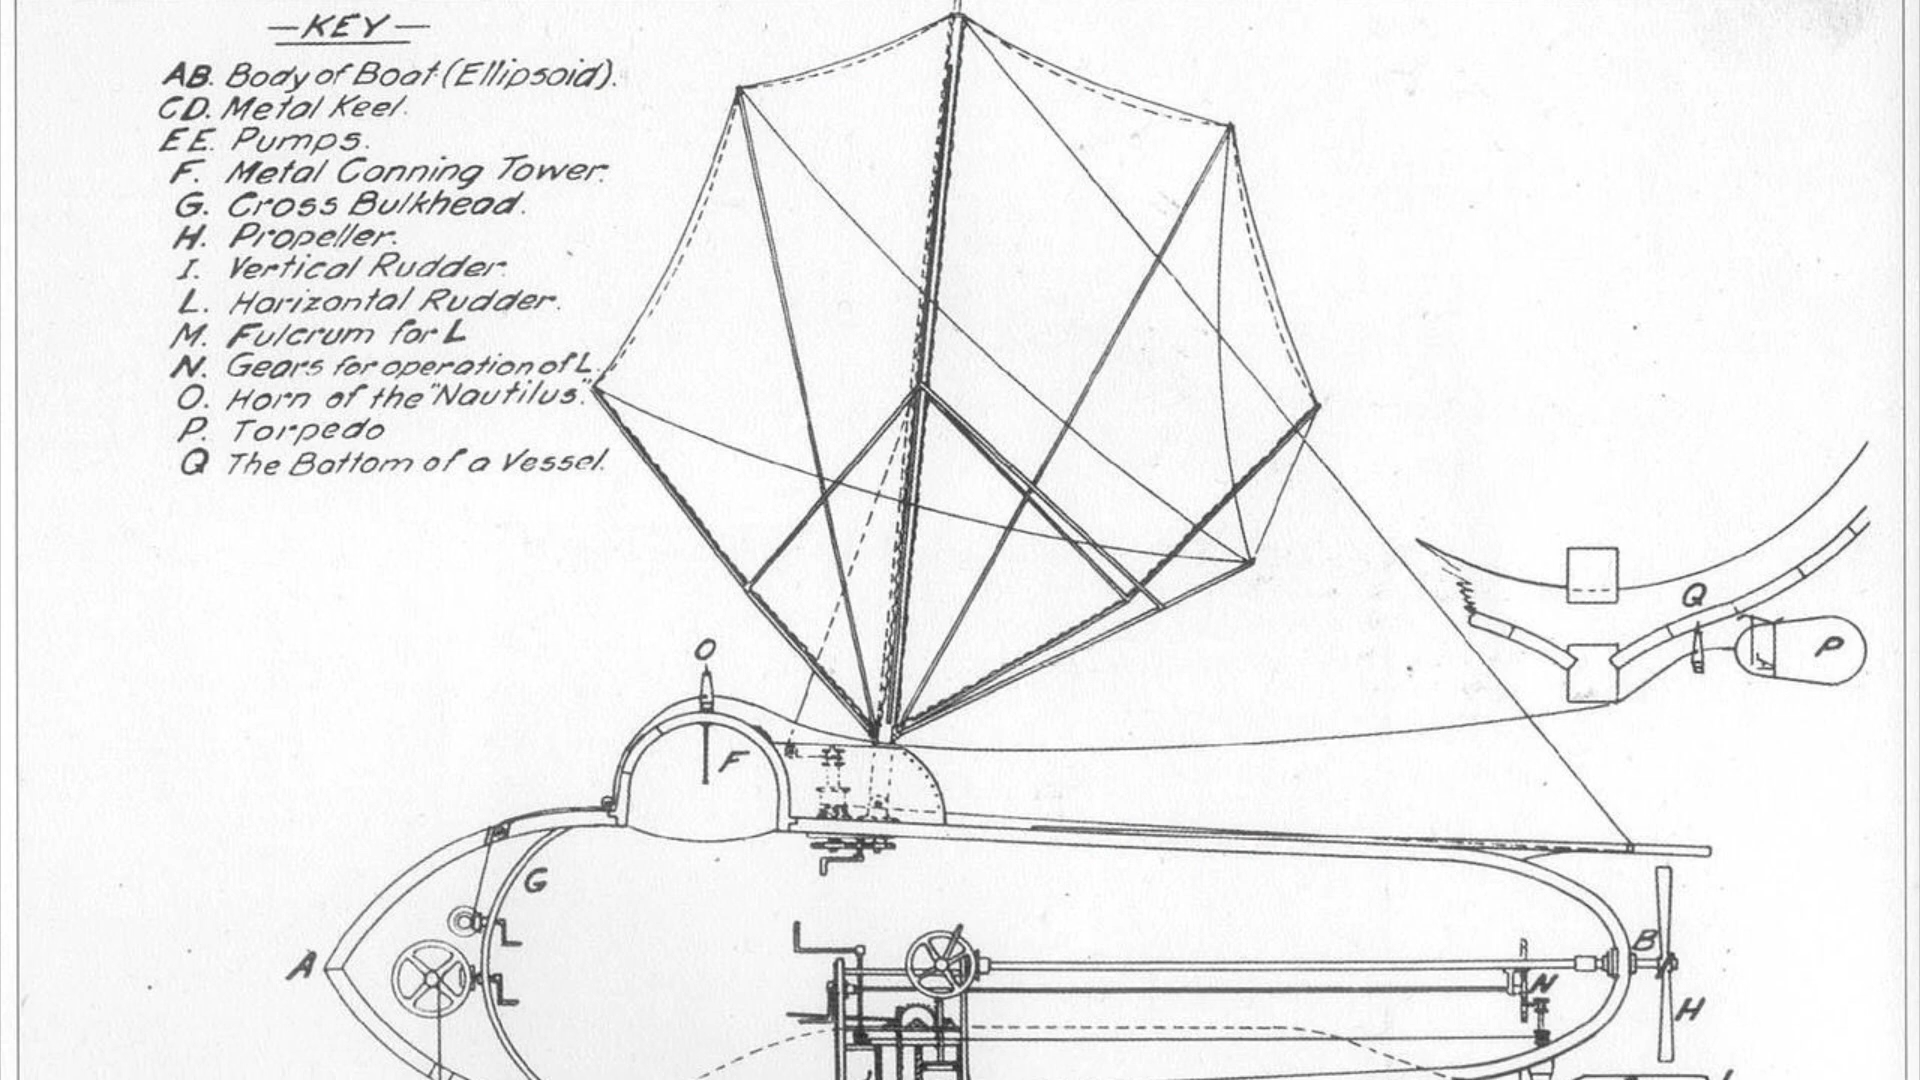 —KEY—
AB. Body of Boat (Ellipsoid).
CD. Metal Keel.
EE. Pumps.
F. Metal Conning Tower.
G. Cross Bulkhead.
H. Propeller.
I. Vertical Rudder.
L. Horizontal Rudder.
M. Fulcrum for L
N. Gears for operation of L.
O. Horn of the "Nautilus".
P. Torpedo
Q The Bottom of a Vessel.
Q
P
O
F
G
A
B
N
H